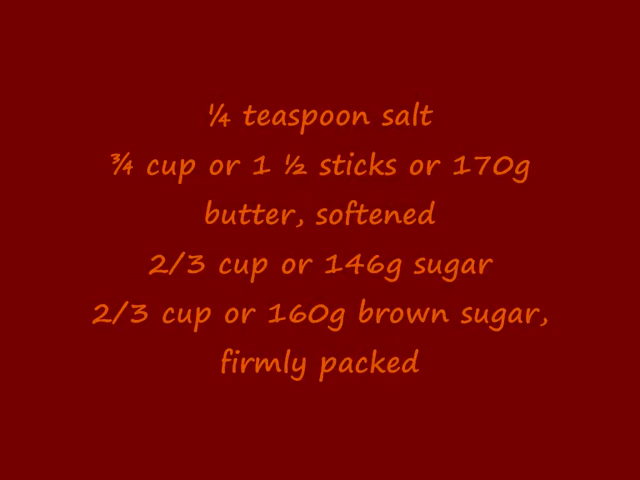 ¼ teaspoon salt
¾ cup or 1 ½ sticks or 170g
butter, softened
2/3 cup or 146g sugar
2/3 cup or 160g brown sugar,
firmly packed